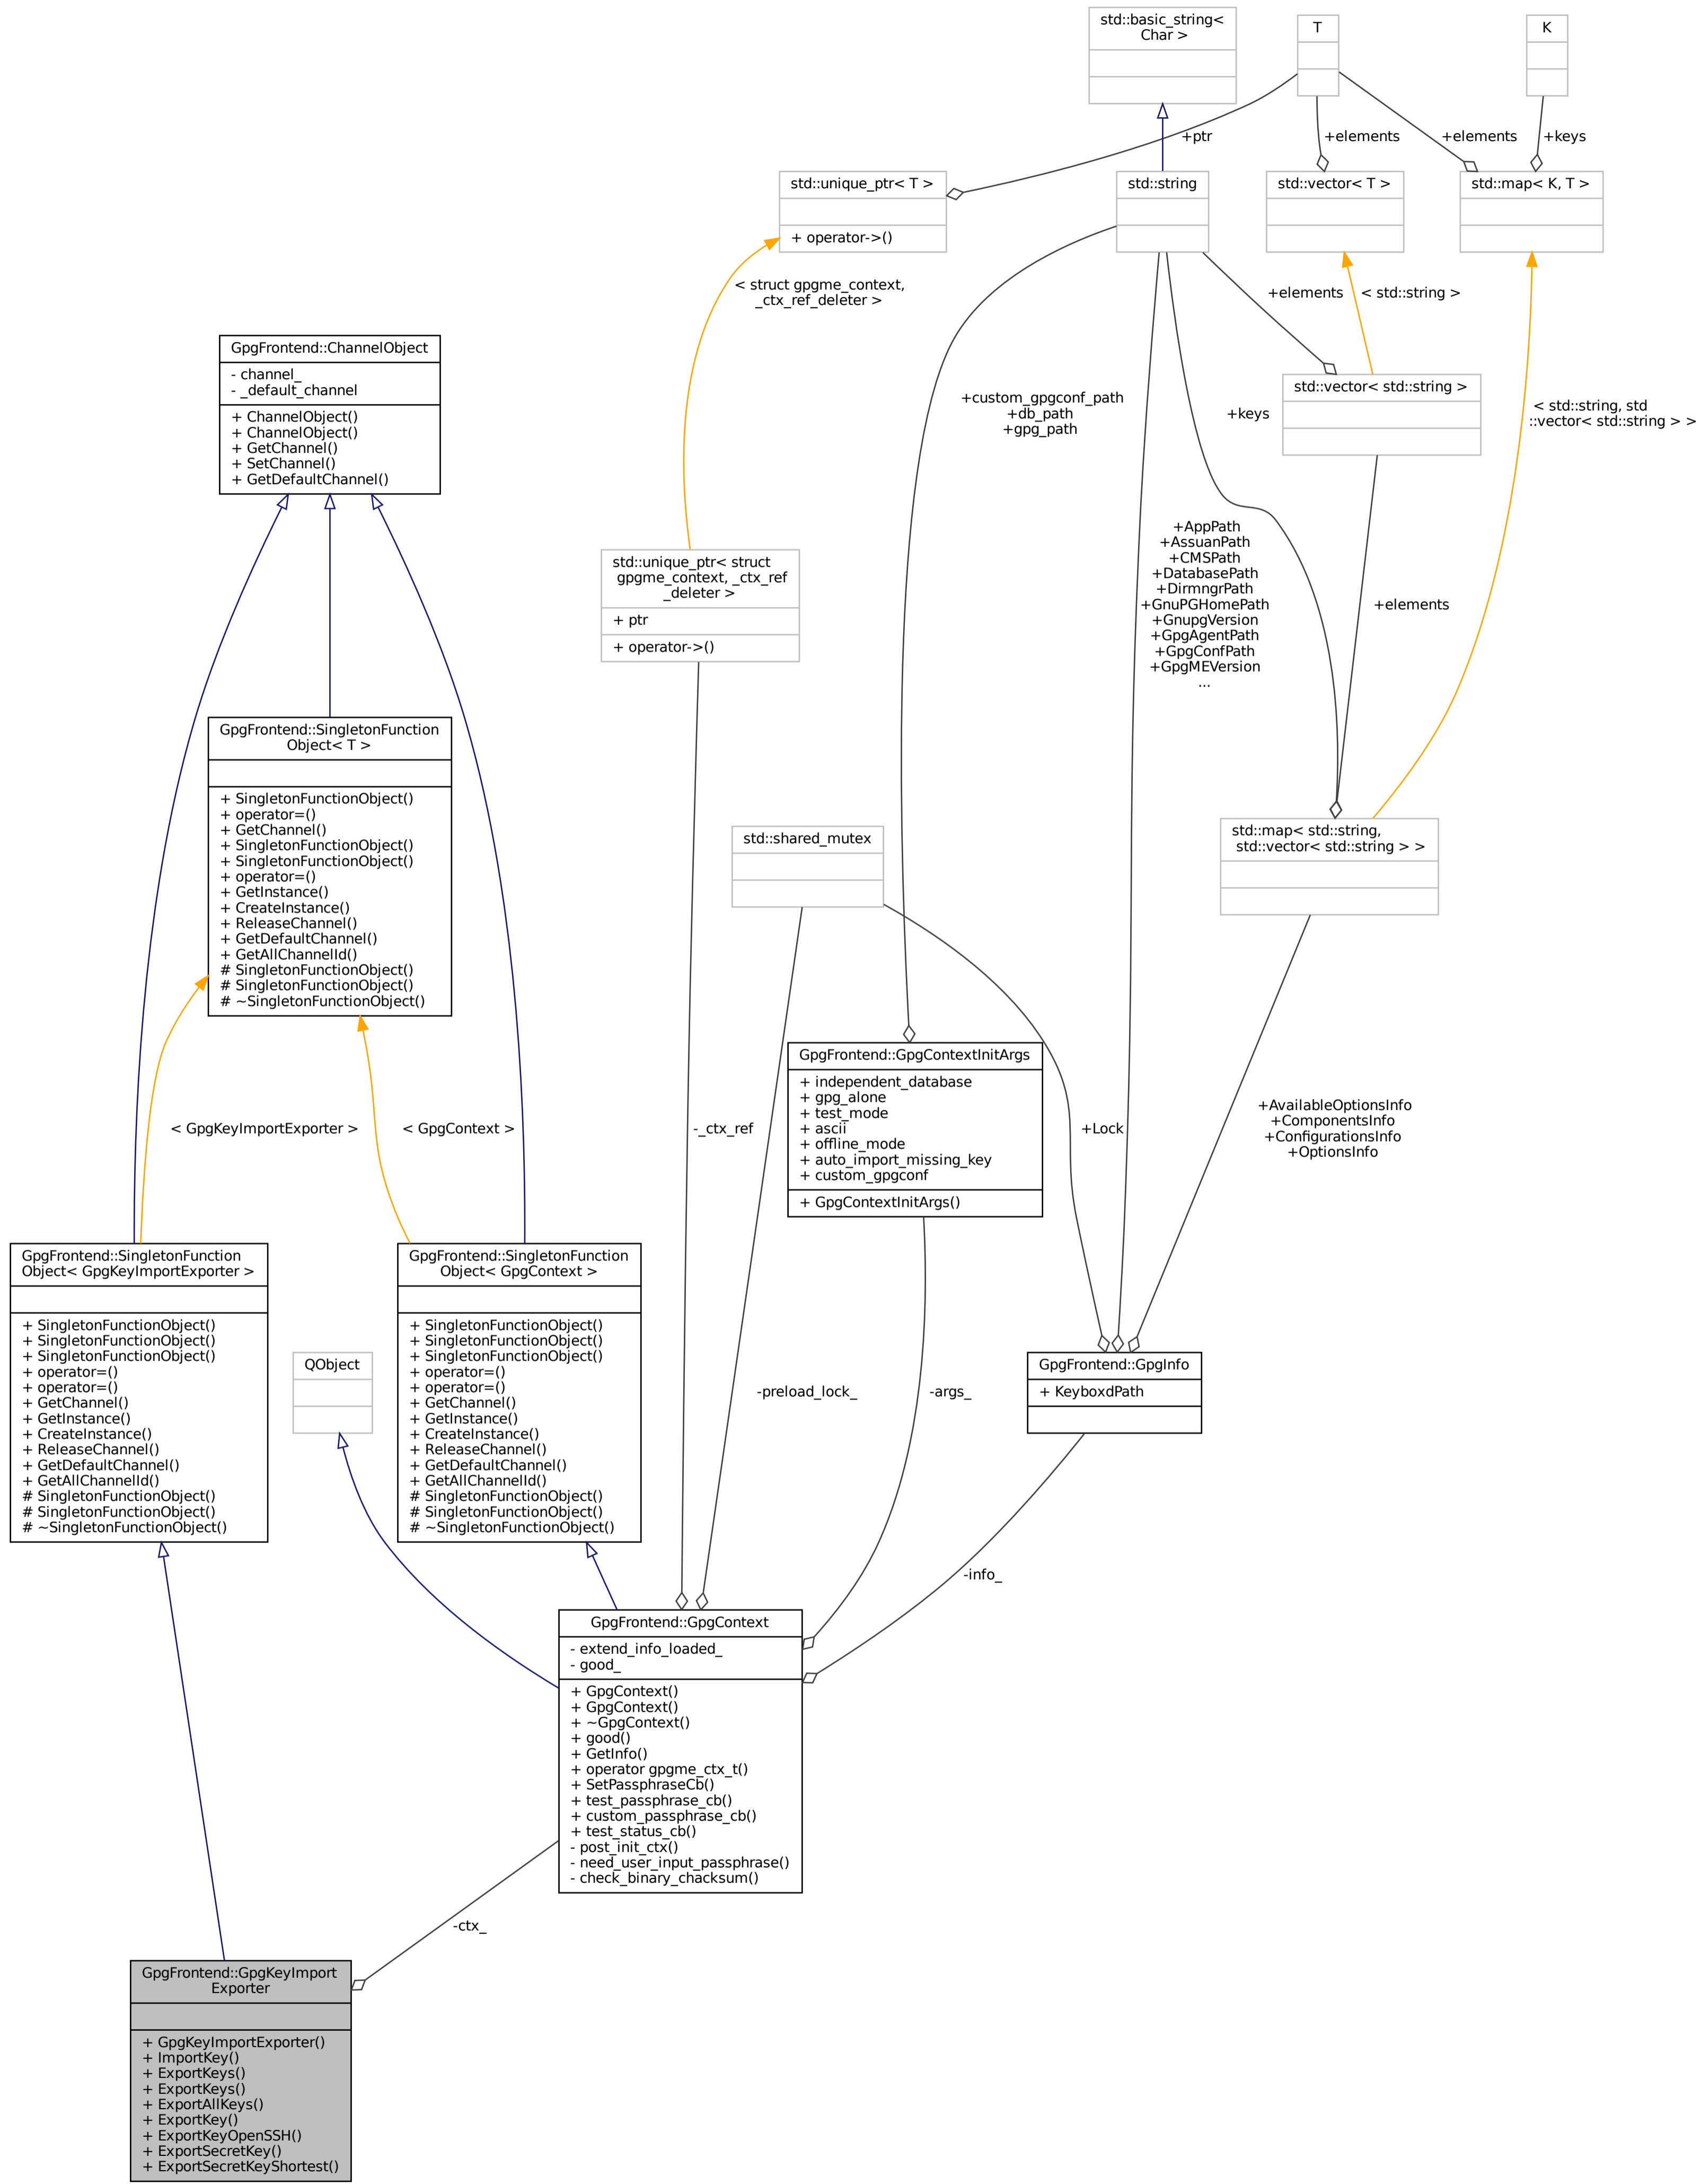 std::basic_string<
Char >
T
K
+ptr
+elements
+elements
+keys
std::unique_ptr< T >
+ operator->()
std::string
std::vector< T >
std::map< K, T >
< struct gpgme_context,
_ctx_ref_deleter >
+elements
< std::string >
GpgFrontend::ChannelObject
- channel_
- _default_channel
+ ChannelObject()
+ ChannelObject()
+ GetChannel()
+ SetChannel()
+ GetDefaultChannel()
+custom_gpgconf_path
+db_path
+gpg_path
+keys
std::vector< std::string >
< std::string, std
::vector< std::string > >
std::unique_ptr< struct
gpgme_context, _ctx_ref
_deleter >
+ ptr
+ operator->()
+AppPath
+AssuanPath
+CMSPath
+DatabasePath
+DirmngrPath
+GnuPGHomePath
+GnupgVersion
+GpgAgentPath
+GpgConfPath
+GpgMEVersion
...
+elements
GpgFrontend::SingletonFunction
Object< T >
+ SingletonFunctionObject()
+ operator=()
+ GetChannel()
+ SingletonFunctionObject()
+ SingletonFunctionObject()
+ operator=()
+ GetInstance()
+ CreateInstance()
+ ReleaseChannel()
+ GetDefaultChannel()
+ GetAllChannelId()
# SingletonFunctionObject()
# SingletonFunctionObject()
# ~SingletonFunctionObject()
std::shared_mutex
std::map< std::string,
std::vector< std::string > >
< GpgKeyImportExporter >
< GpgContext >
-_ctx_ref
GpgFrontend::GpgContextInitArgs
+ independent_database
+ gpg_alone
+ test_mode
+ ascii
+ offline_mode
+ auto_import_missing_key
+ custom_gpgconf
+ GpgContextInitArgs()
+Lock
+AvailableOptionsInfo
+ComponentsInfo
+ConfigurationsInfo
+OptionsInfo
GpgFrontend::SingletonFunction
Object< GpgKeyImportExporter >
+ SingletonFunctionObject()
+ SingletonFunctionObject()
+ SingletonFunctionObject()
+ operator=()
+ operator=()
+ GetChannel()
+ GetInstance()
+ CreateInstance()
+ ReleaseChannel()
+ GetDefaultChannel()
+ GetAllChannelId()
# SingletonFunctionObject()
# SingletonFunctionObject()
# ~SingletonFunctionObject()
QObject
GpgFrontend::SingletonFunction
Object< GpgContext >
+ SingletonFunctionObject()
+ SingletonFunctionObject()
+ SingletonFunctionObject()
+ operator=()
+ operator=()
+ GetChannel()
+ GetInstance()
+ CreateInstance()
+ ReleaseChannel()
+ GetDefaultChannel()
+ GetAllChannelId()
# SingletonFunctionObject()
# SingletonFunctionObject()
# ~SingletonFunctionObject()
-preload_lock_
-args_
GpgFrontend::GpgInfo
+ KeyboxdPath
-info_
GpgFrontend::GpgContext
- extend_info_loaded_
- good_
+ GpgContext()
+ GpgContext()
+ ~GpgContext()
+ good()
+ GetInfo()
+ operator gpgme_ctx_t()
+ SetPassphraseCb()
+ test_passphrase_cb()
+ custom_passphrase_cb()
+ test_status_cb()
- post_init_ctx()
- need_user_input_passphrase()
- check_binary_chacksum()
-ctx_
GpgFrontend::GpgKeyImport
Exporter
+ GpgKeyImportExporter()
+ ImportKey()
+ ExportKeys()
+ ExportKeys()
+ ExportAllKeys()
+ ExportKey()
+ ExportKeyOpenSSH()
+ ExportSecretKey()
+ ExportSecretKeyShortest()